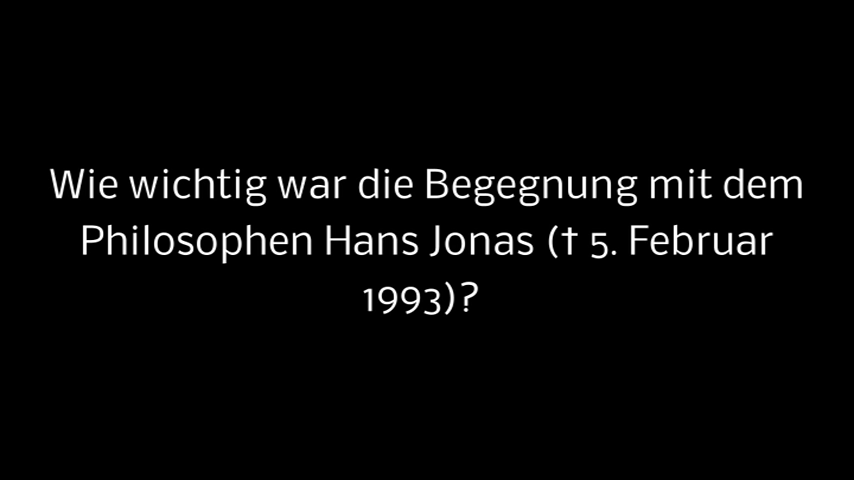 Wie wichtig war die Begegnung mit dem
Philosophen Hans Jonas († 5. Februar
1993)?